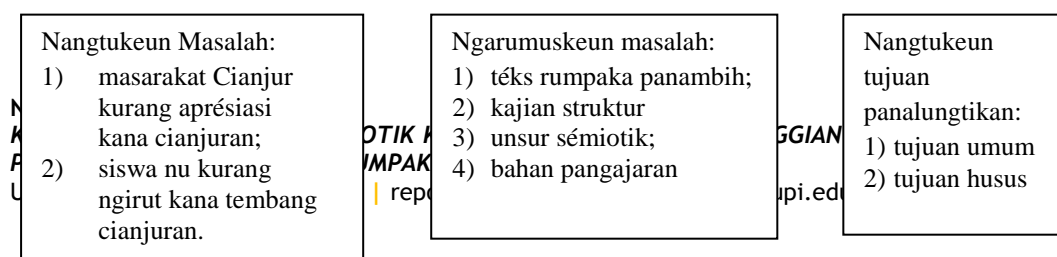 Nangtukeun Masalah:
1) masarakat Cianjur
kurang aprésiasi
kana cianjuran;
2) siswa nu kurang
ngirut kana tembang
cianjuran.
Ngarumuskeun masalah:
1) téks rumpaka panambih;
2) kajian struktur
3) unsur sémiotik;
4) bahan pangajaran
Nangtukeun
tujuan
panalungtikan:
1) tujuan umum
2) tujuan husus